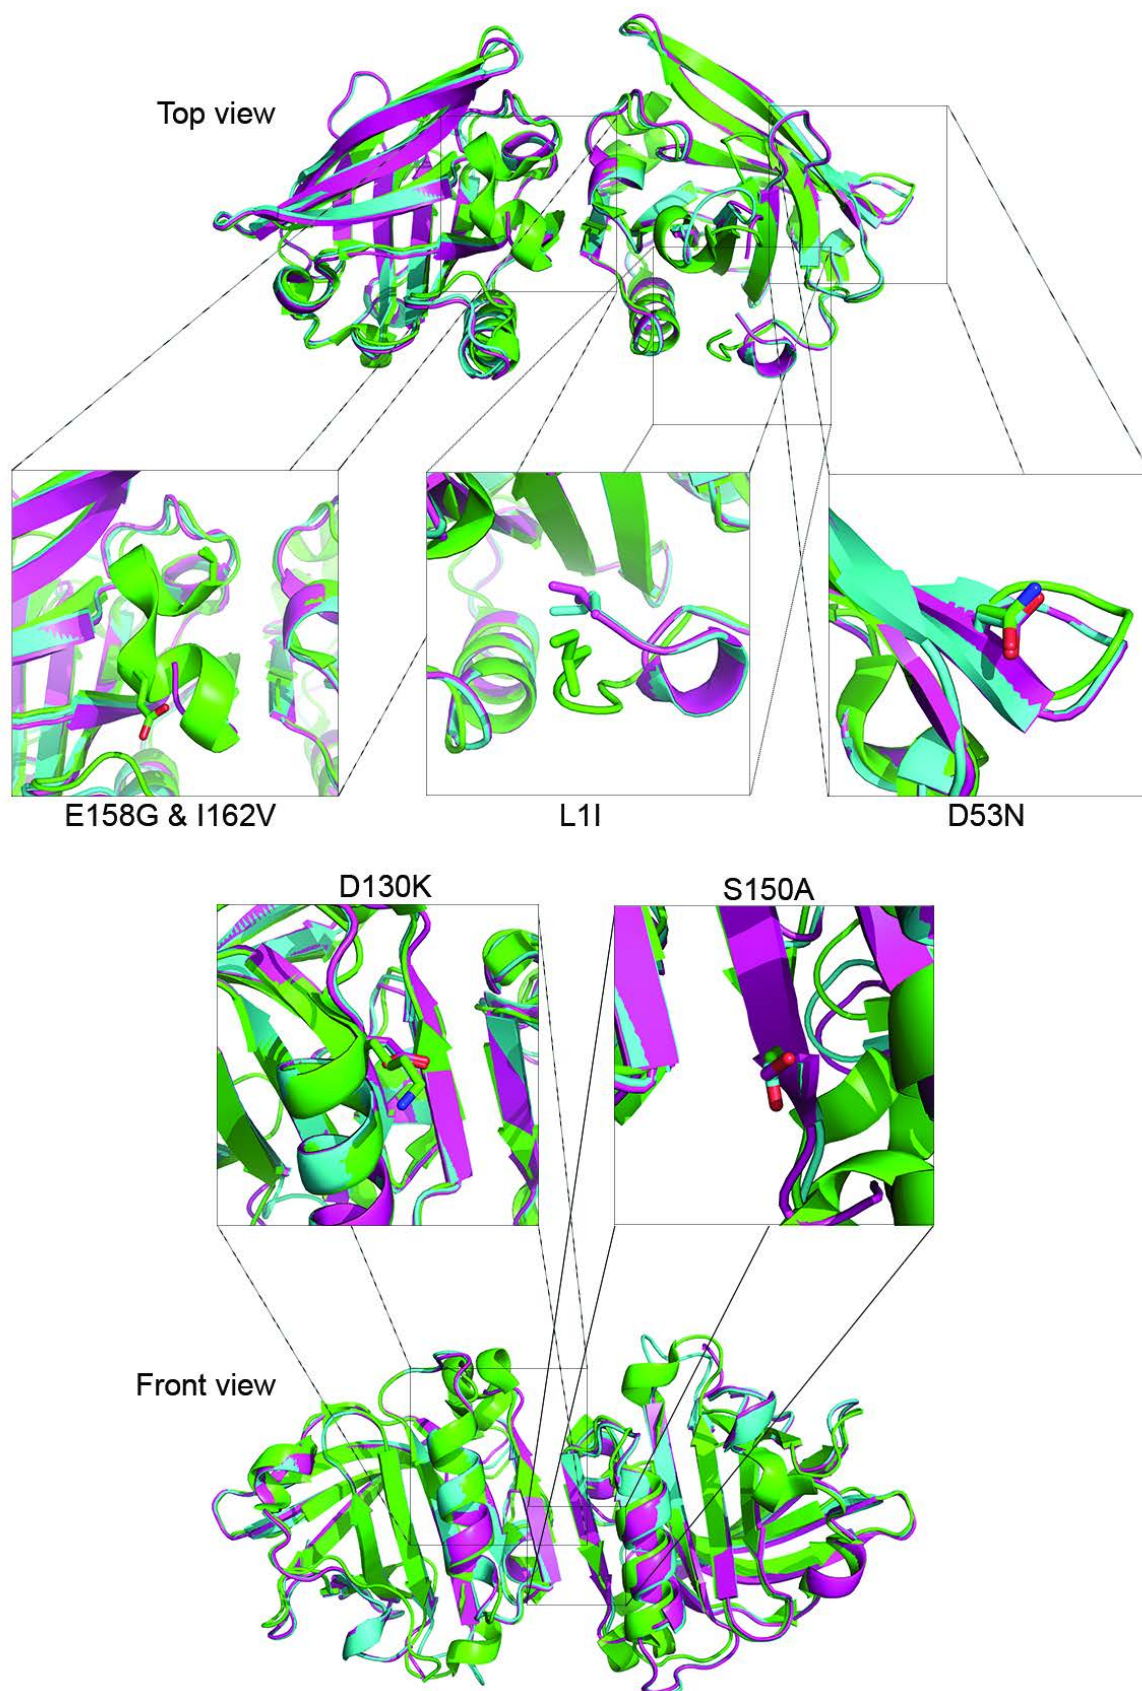 Top view
E158G & I162V
L1I
D53N
D130K
S150A
Front view